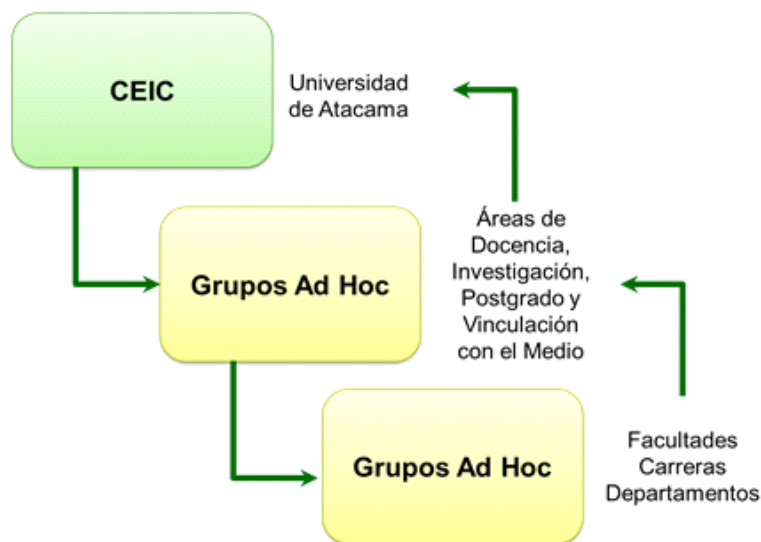 CEIC
Universidad
de Atacama
Grupos Ad Hoc
Áreas de
Docencia,
Investigación,
Postgrado y
Vinculación
con el Medio
Grupos Ad Hoc
Facultades
Carreras
Departamentos